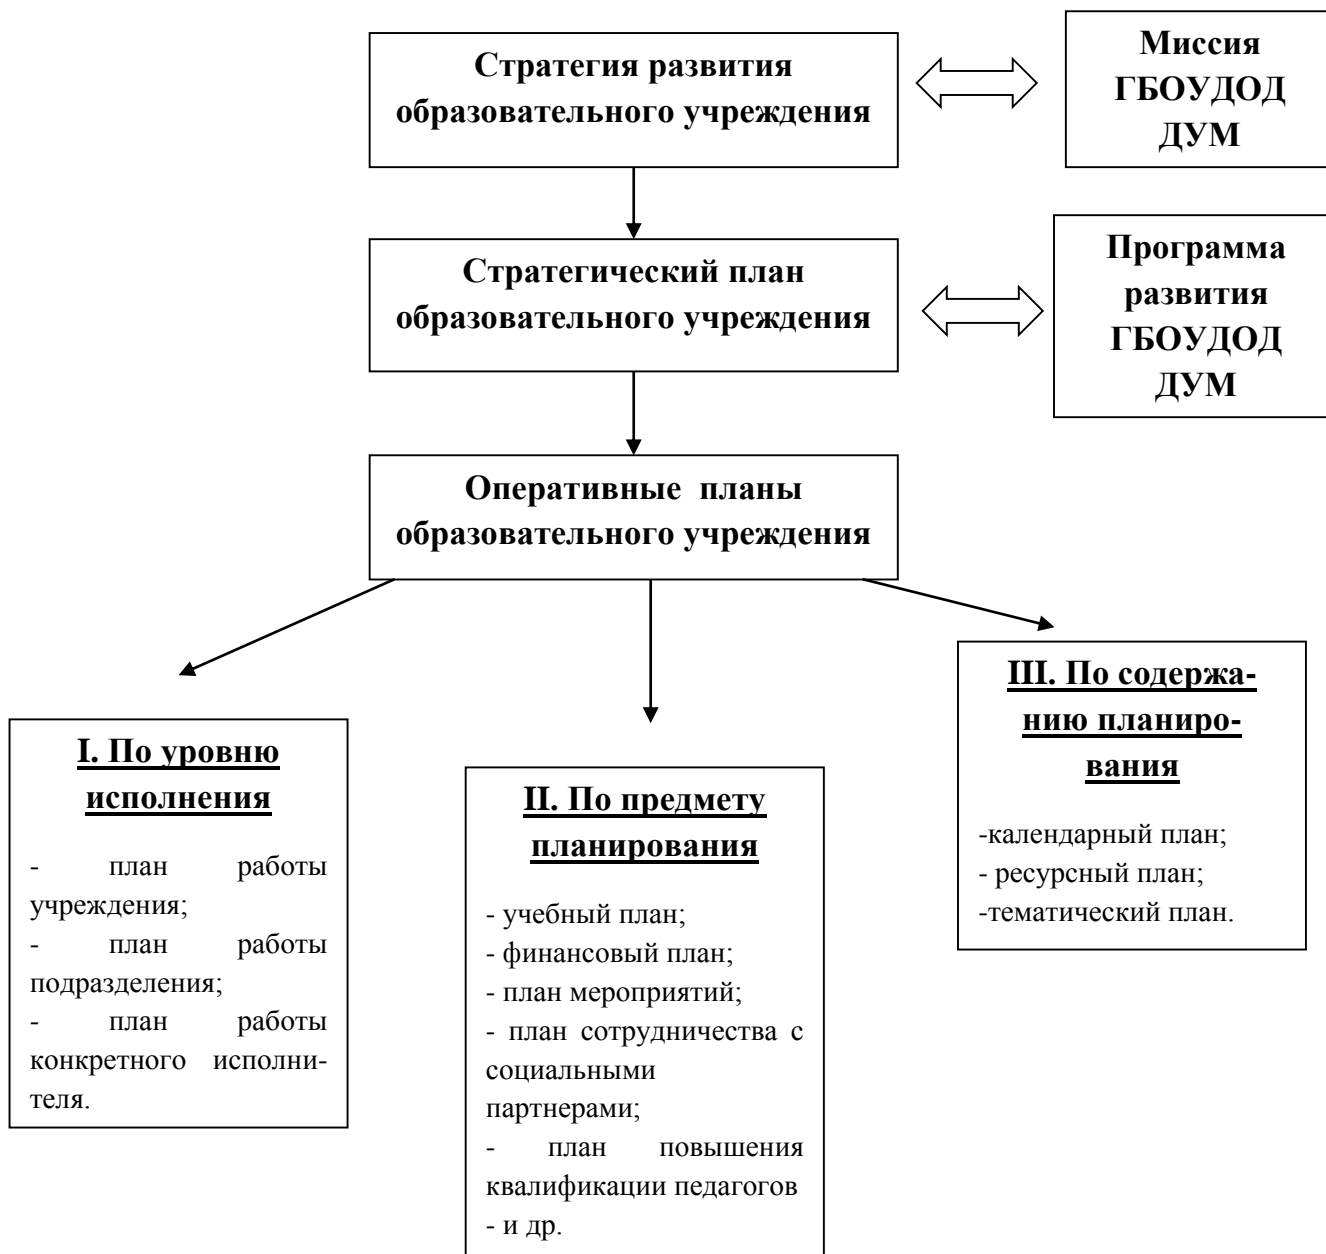 Стратегия развития
образовательного учреждения
Миссия
ГБОУДОД
ДУМ
Стратегический план
образовательного учреждения
Программа
развития
ГБОУДОД
ДУМ
Оперативные планы
образовательного учреждения
I. По уровню
исполнения
- план работы
учреждения;
- план работы
подразделения;
- план работы
конкретного исполни-
теля.
II. По предмету
планирования
- учебный план;
- финансовый план;
- план мероприятий;
- план сотрудничества с
социальными
партнерами;
- план повышения
квалификации педагогов
- и др.
III. По содержа-
нию планиро-
вания
-календарный план;
- ресурсный план;
-тематический план.